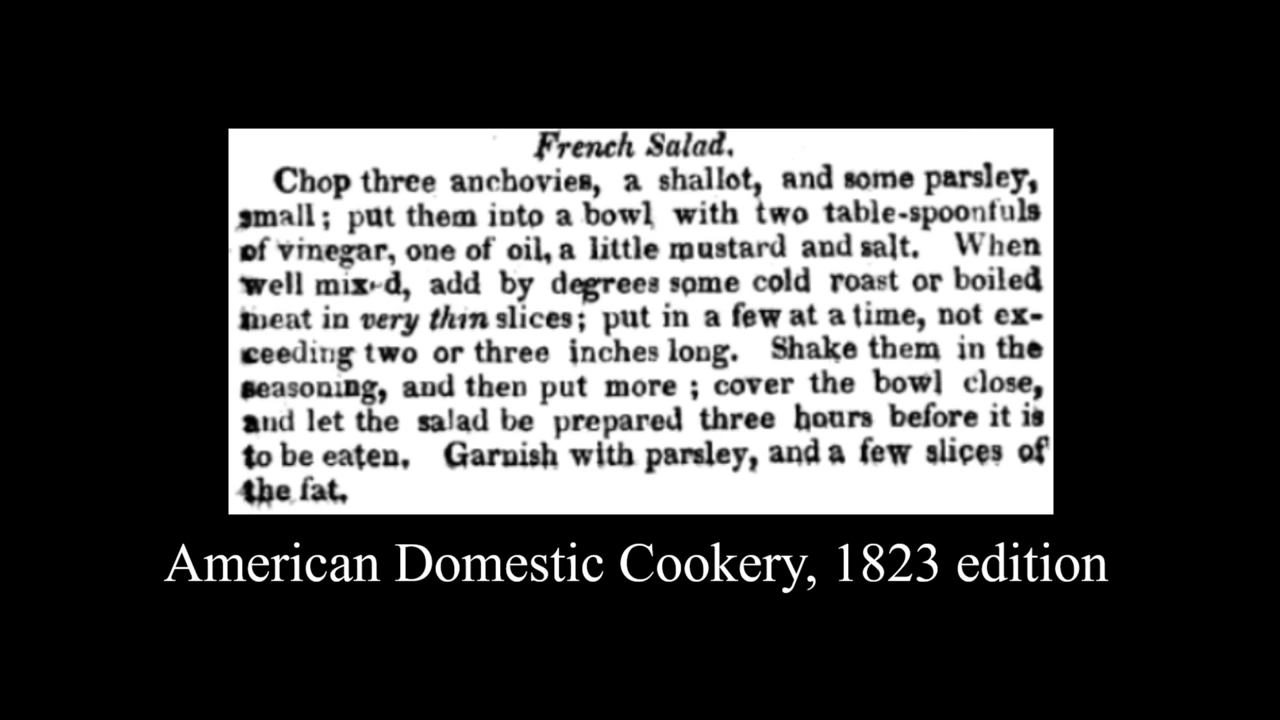 French Salad.
Chop three anchovies, a shallot, and some parsley,
small; put them into a bowl with two table-spoonfuls
of vinegar, one of oil, a little mustard and salt. When
well mixed, add by degrees some cold roast or boiled
meat in very thin slices; put in a few at a time, not ex-
ceeding two or three inches long. Shake them in the
seasoning, and then put more; cover the bowl close,
and let the salad be prepared three hours before it is
to be eaten. Garnish with parsley, and a few slices of
the fat.
American Domestic Cookery, 1823 edition